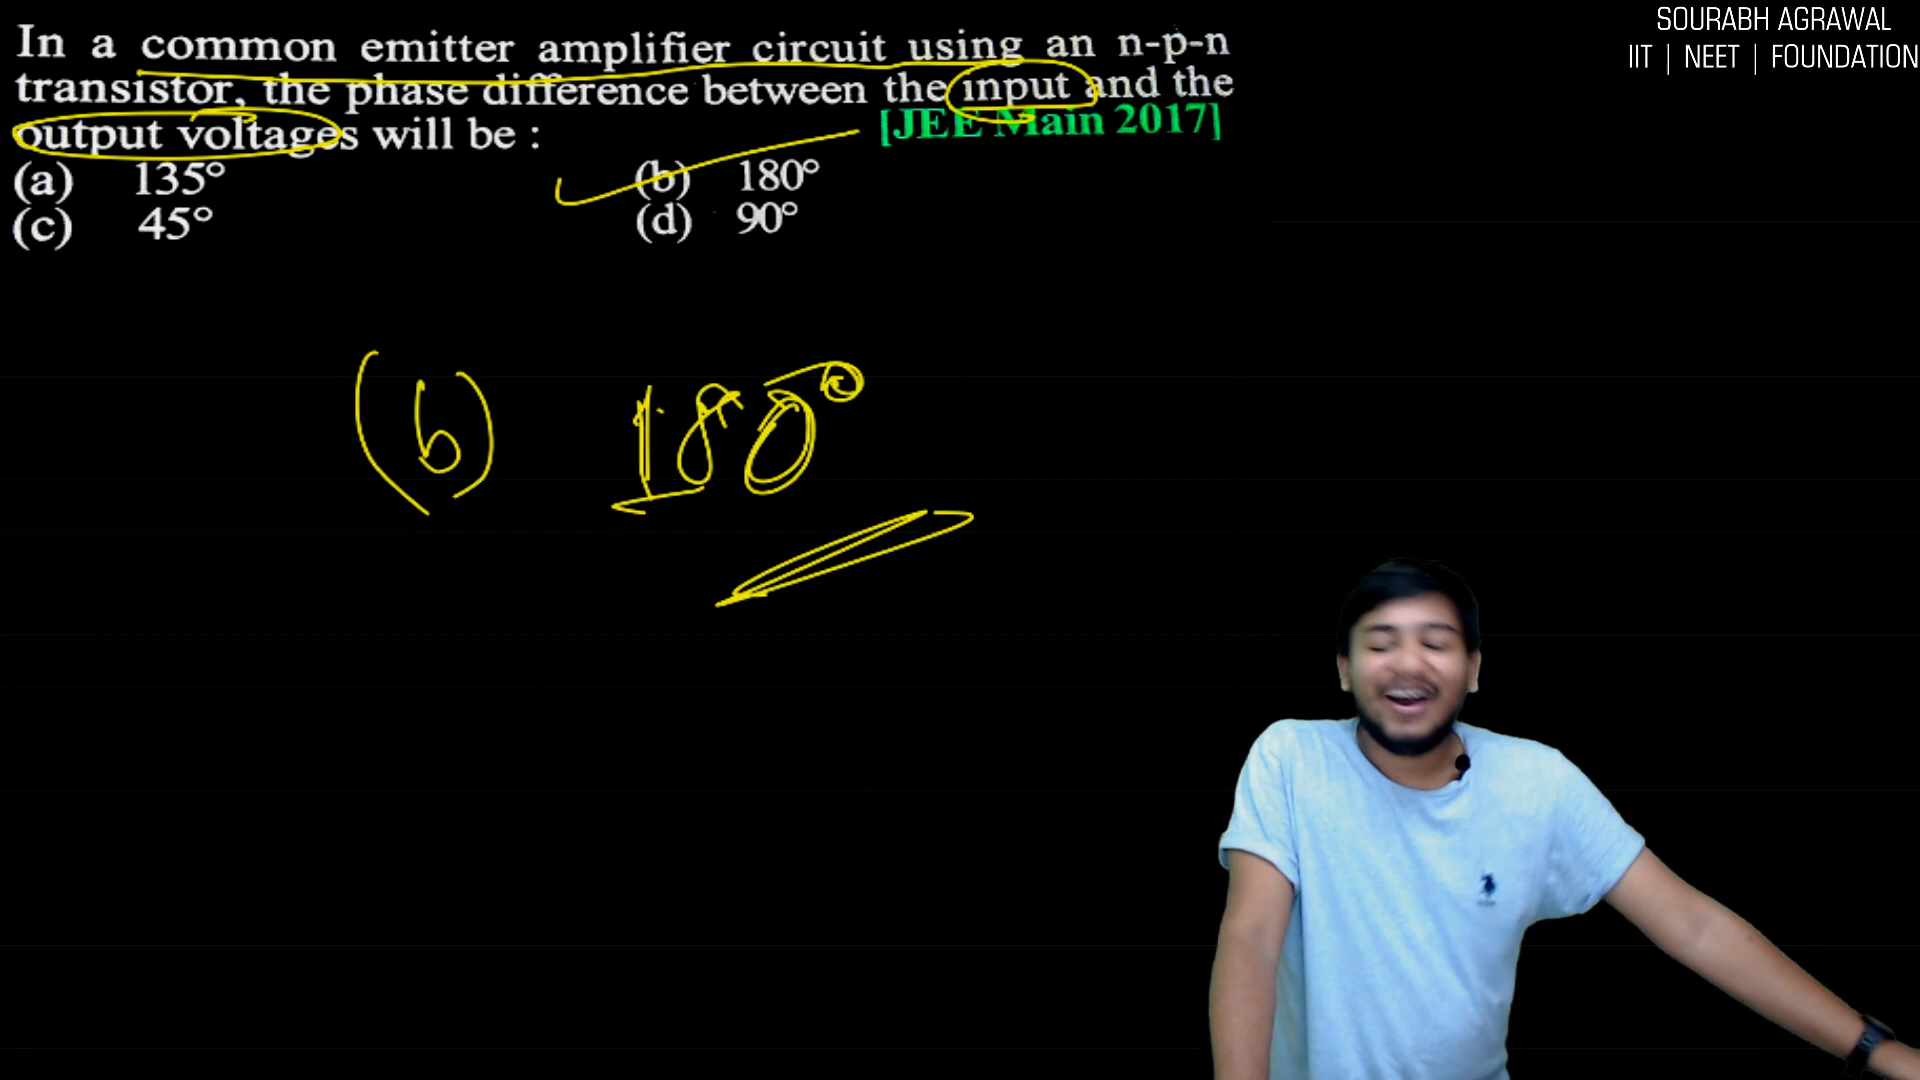 SOURABH AGRAWAL
IIT | NEET | FOUNDATION
In a common emitter amplifier circuit using an n-p-n
transistor, the phase difference between the input and the
output voltages will be :
[JEE Main 2017]
(a) 135° (b) 180°
(c) 45° (d) 90°
(b) 180°